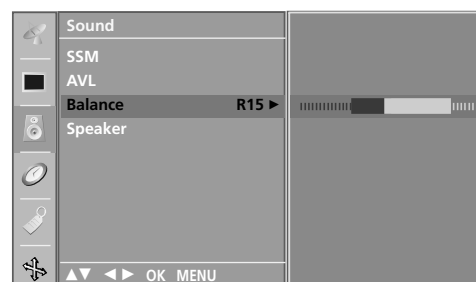 Sound
SSM
AVL
Balance R15 ►
Speaker
▲▼ ◄► OK MENU